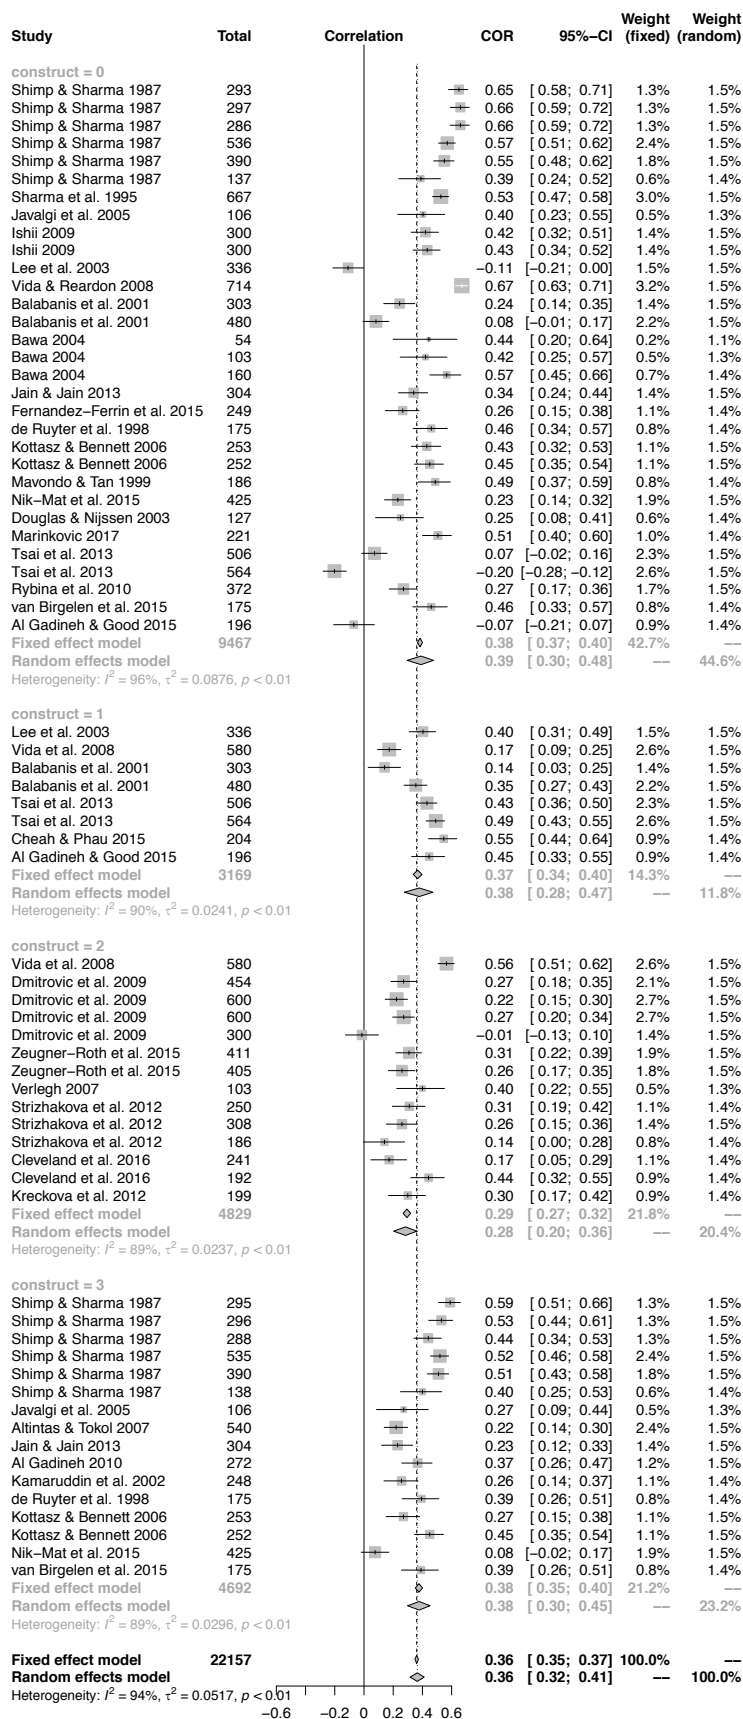 Weight Weight
Study Total Correlation COR 95%−CI (fixed) (random)
construct = 0
Shimp & Sharma 1987 293 0.65 [ 0.58; 0.71] 1.3% 1.5%
Shimp & Sharma 1987 297 0.66 [ 0.59; 0.72] 1.3% 1.5%
Shimp & Sharma 1987 286 0.66 [ 0.59; 0.72] 1.3% 1.5%
Shimp & Sharma 1987 536 0.57 [ 0.51; 0.62] 2.4% 1.5%
Shimp & Sharma 1987 390 0.55 [ 0.48; 0.62] 1.8% 1.5%
Shimp & Sharma 1987 137 0.39 [ 0.24; 0.52] 0.6% 1.4%
Sharma et al. 1995 667 0.53 [ 0.47; 0.58] 3.0% 1.5%
Javalgi et al. 2005 106 0.40 [ 0.23; 0.55] 0.5% 1.3%
Ishii 2009 300 0.42 [ 0.32; 0.51] 1.4% 1.5%
Ishii 2009 300 0.43 [ 0.34; 0.52] 1.4% 1.5%
Lee et al. 2003 336 −0.11 [−0.21; 0.00] 1.5% 1.5%
Vida & Reardon 2008 714 0.67 [ 0.63; 0.71] 3.2% 1.5%
Balabanis et al. 2001 303 0.24 [ 0.14; 0.35] 1.4% 1.5%
Balabanis et al. 2001 480 0.08 [−0.01; 0.17] 2.2% 1.5%
Bawa 2004 54 0.44 [ 0.20; 0.64] 0.2% 1.1%
Bawa 2004 103 0.42 [ 0.25; 0.57] 0.5% 1.3%
Bawa 2004 160 0.57 [ 0.45; 0.66] 0.7% 1.4%
Jain & Jain 2013 304 0.34 [ 0.24; 0.44] 1.4% 1.5%
Fernandez−Ferrin et al. 2015 249 0.26 [ 0.15; 0.38] 1.1% 1.4%
de Ruyter et al. 1998 175 0.46 [ 0.34; 0.57] 0.8% 1.4%
Kottasz & Bennett 2006 253 0.43 [ 0.32; 0.53] 1.1% 1.4%
Kottasz & Bennett 2006 252 0.45 [ 0.35; 0.54] 1.1% 1.4%
Mavondo & Tan 1999 186 0.49 [ 0.37; 0.59] 0.8% 1.4%
Nik−Mat et al. 2015 425 0.23 [ 0.14; 0.32] 1.9% 1.5%
Douglas & Nijssen 2003 127 0.25 [ 0.08; 0.41] 0.6% 1.4%
Marinkovic 2017 221 0.51 [ 0.40; 0.60] 1.0% 1.4%
Tsai et al. 2013 506 0.07 [−0.02; 0.16] 2.3% 1.5%
Tsai et al. 2013 564 −0.20 [−0.28; −0.12] 2.6% 1.5%
Rybina et al. 2010 372 0.27 [ 0.17; 0.36] 1.7% 1.5%
van Birgelen et al. 2015 175 0.46 [ 0.33; 0.57] 0.8% 1.4%
Al Gadineh & Good 2015 196 −0.07 [−0.21; 0.07] 0.9% 1.4%
Fixed effect model 9467 0.38 [ 0.37; 0.40] 42.7% −−
Random effects model 0.39 [ 0.30; 0.48] −− 44.6%
Heterogeneity: I² = 96%, τ² = 0.0876, p < 0.01
construct = 1
Lee et al. 2003 336 0.40 [ 0.31; 0.49] 1.5% 1.5%
Vida et al. 2008 580 0.17 [ 0.09; 0.25] 2.6% 1.5%
Balabanis et al. 2001 303 0.14 [ 0.03; 0.25] 1.4% 1.5%
Balabanis et al. 2001 480 0.35 [ 0.27; 0.43] 2.2% 1.5%
Tsai et al. 2013 506 0.43 [ 0.36; 0.50] 2.3% 1.5%
Tsai et al. 2013 564 0.49 [ 0.43; 0.55] 2.6% 1.5%
Cheah & Phau 2015 204 0.55 [ 0.44; 0.64] 0.9% 1.4%
Al Gadineh & Good 2015 196 0.45 [ 0.33; 0.55] 0.9% 1.4%
Fixed effect model 3169 0.37 [ 0.34; 0.40] 14.3% −−
Random effects model 0.38 [ 0.28; 0.47] −− 11.8%
Heterogeneity: I² = 90%, τ² = 0.0241, p < 0.01
construct = 2
Vida et al. 2008 580 0.56 [ 0.51; 0.62] 2.6% 1.5%
Dmitrovic et al. 2009 454 0.27 [ 0.18; 0.35] 2.1% 1.5%
Dmitrovic et al. 2009 600 0.22 [ 0.15; 0.30] 2.7% 1.5%
Dmitrovic et al. 2009 600 0.27 [ 0.20; 0.34] 2.7% 1.5%
Dmitrovic et al. 2009 300 −0.01 [−0.13; 0.10] 1.4% 1.5%
Zeugner−Roth et al. 2015 411 0.31 [ 0.22; 0.39] 1.9% 1.5%
Zeugner−Roth et al. 2015 405 0.26 [ 0.17; 0.35] 1.8% 1.5%
Verlegh 2007 103 0.40 [ 0.22; 0.55] 0.5% 1.3%
Strizhakova et al. 2012 250 0.31 [ 0.19; 0.42] 1.1% 1.4%
Strizhakova et al. 2012 308 0.26 [ 0.15; 0.36] 1.4% 1.5%
Strizhakova et al. 2012 186 0.14 [ 0.00; 0.28] 0.8% 1.4%
Cleveland et al. 2016 241 0.17 [ 0.05; 0.29] 1.1% 1.4%
Cleveland et al. 2016 192 0.44 [ 0.32; 0.55] 0.9% 1.4%
Kreckova et al. 2012 199 0.30 [ 0.17; 0.42] 0.9% 1.4%
Fixed effect model 4829 0.29 [ 0.27; 0.32] 21.8% −−
Random effects model 0.28 [ 0.20; 0.36] −− 20.4%
Heterogeneity: I² = 89%, τ² = 0.0237, p < 0.01
construct = 3
Shimp & Sharma 1987 295 0.59 [ 0.51; 0.66] 1.3% 1.5%
Shimp & Sharma 1987 296 0.53 [ 0.44; 0.61] 1.3% 1.5%
Shimp & Sharma 1987 288 0.44 [ 0.34; 0.53] 1.3% 1.5%
Shimp & Sharma 1987 535 0.52 [ 0.46; 0.58] 2.4% 1.5%
Shimp & Sharma 1987 390 0.51 [ 0.43; 0.58] 1.8% 1.5%
Shimp & Sharma 1987 138 0.40 [ 0.25; 0.53] 0.6% 1.4%
Javalgi et al. 2005 106 0.27 [ 0.09; 0.44] 0.5% 1.3%
Altintas & Tokol 2007 540 0.22 [ 0.14; 0.30] 2.4% 1.5%
Jain & Jain 2013 304 0.23 [ 0.12; 0.33] 1.4% 1.5%
Al Gadineh 2010 272 0.37 [ 0.26; 0.47] 1.2% 1.5%
Kamaruddin et al. 2002 248 0.26 [ 0.14; 0.37] 1.1% 1.4%
de Ruyter et al. 1998 175 0.39 [ 0.26; 0.51] 0.8% 1.4%
Kottasz & Bennett 2006 253 0.27 [ 0.15; 0.38] 1.1% 1.5%
Kottasz & Bennett 2006 252 0.45 [ 0.35; 0.54] 1.1% 1.4%
Nik−Mat et al. 2015 425 0.08 [−0.02; 0.17] 1.9% 1.5%
van Birgelen et al. 2015 175 0.39 [ 0.26; 0.51] 0.8% 1.4%
Fixed effect model 4692 0.38 [ 0.35; 0.40] 21.2% −−
Random effects model 0.38 [ 0.30; 0.45] −− 23.2%
Heterogeneity: I² = 89%, τ² = 0.0296, p < 0.01
Fixed effect model 22157 0.36 [ 0.35; 0.37] 100.0% −−
Random effects model 0.36 [ 0.32; 0.41] −− 100.0%
Heterogeneity: I² = 94%, τ² = 0.0517, p < 0.01
−0.6 −0.2 0 0.2 0.4 0.6